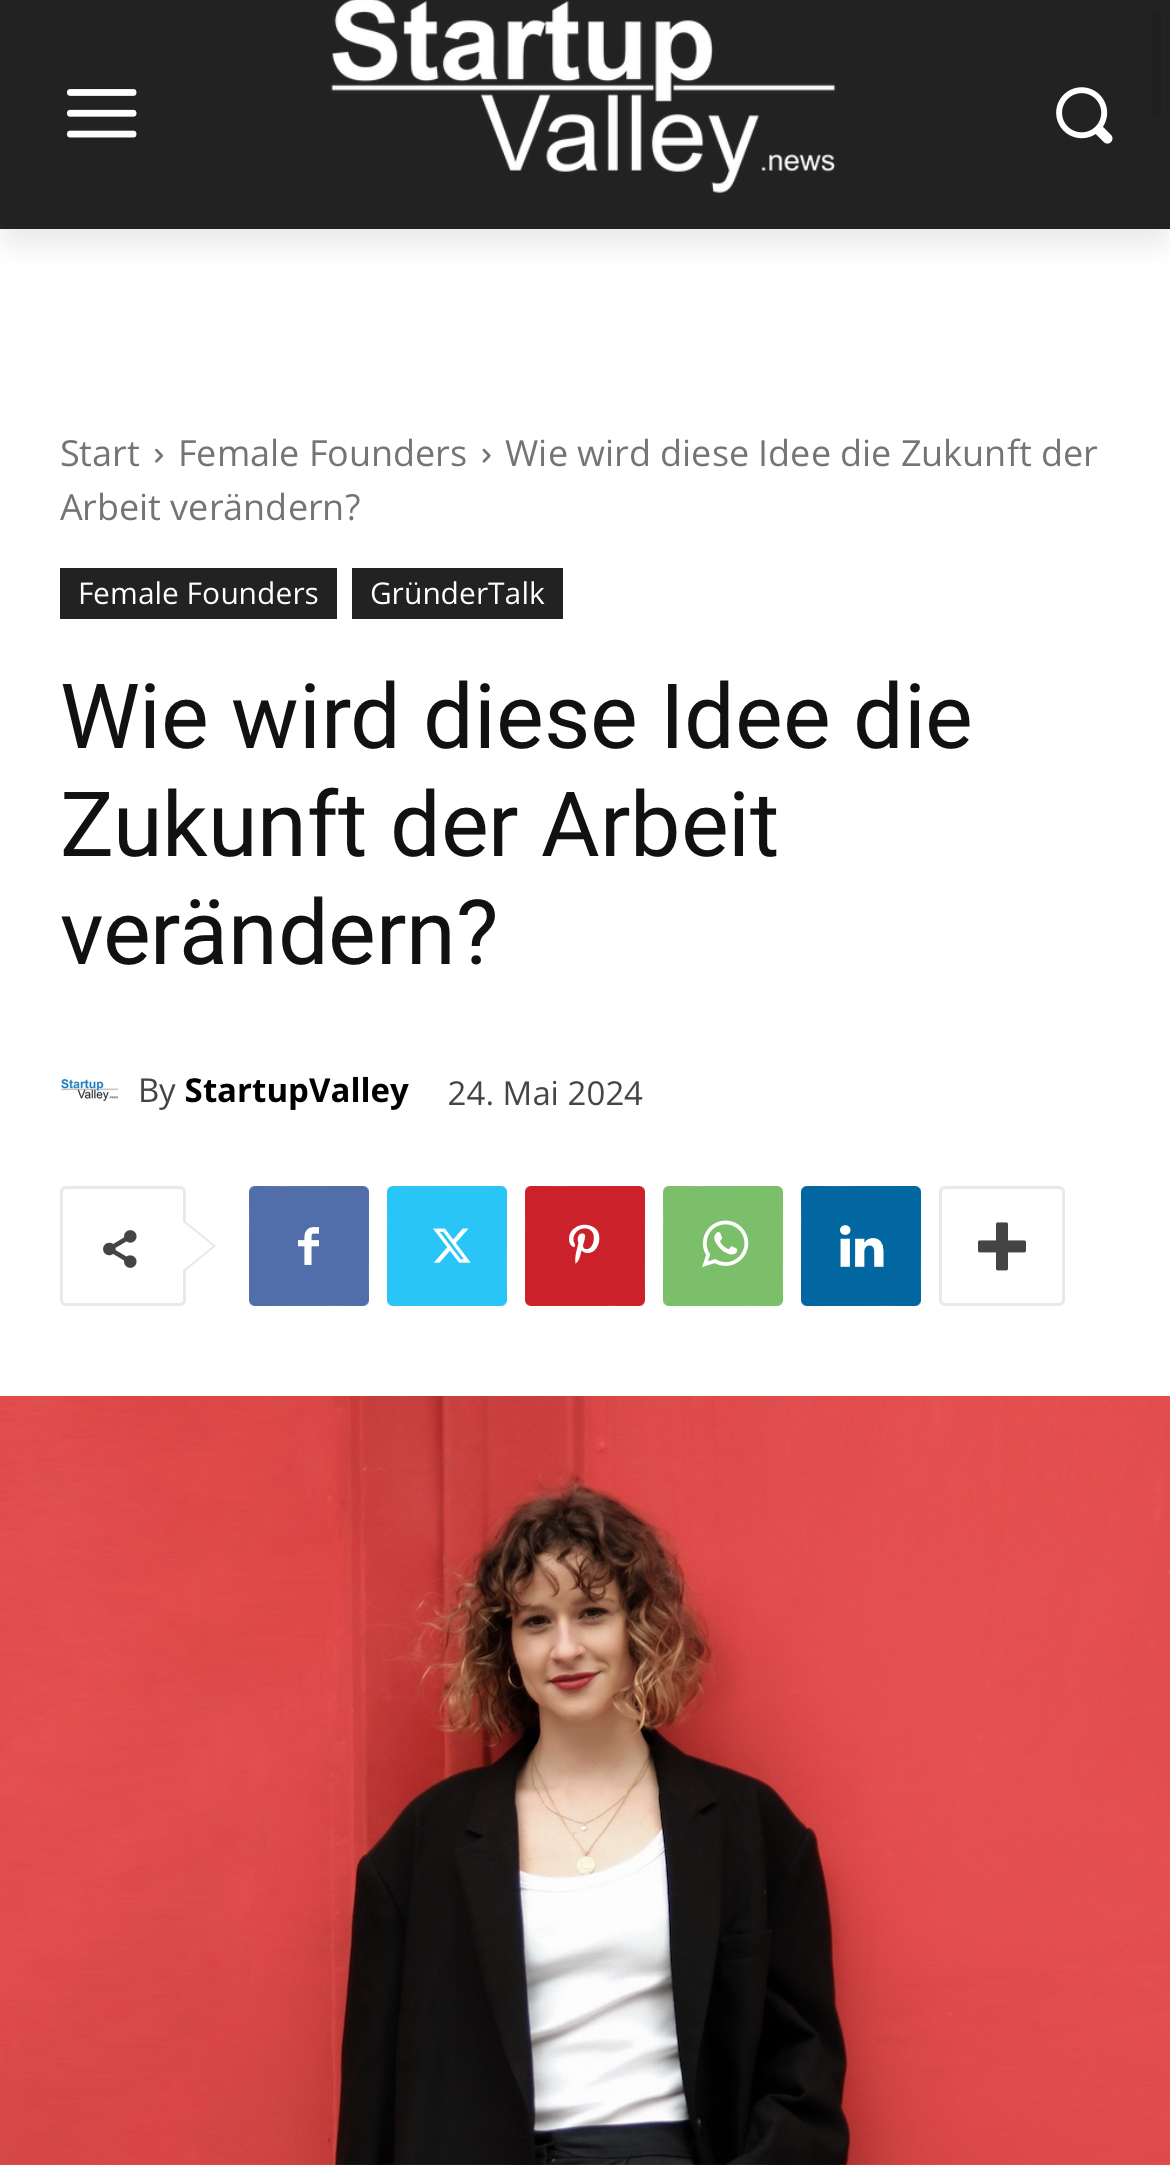 Startup
Valley.news
Start › Female Founders › Wie wird diese Idee die Zukunft der
Arbeit verändern?
Female Founders GründerTalk
Wie wird diese Idee die
Zukunft der Arbeit
verändern?
Startup
Valley
By StartupValley 24. Mai 2024